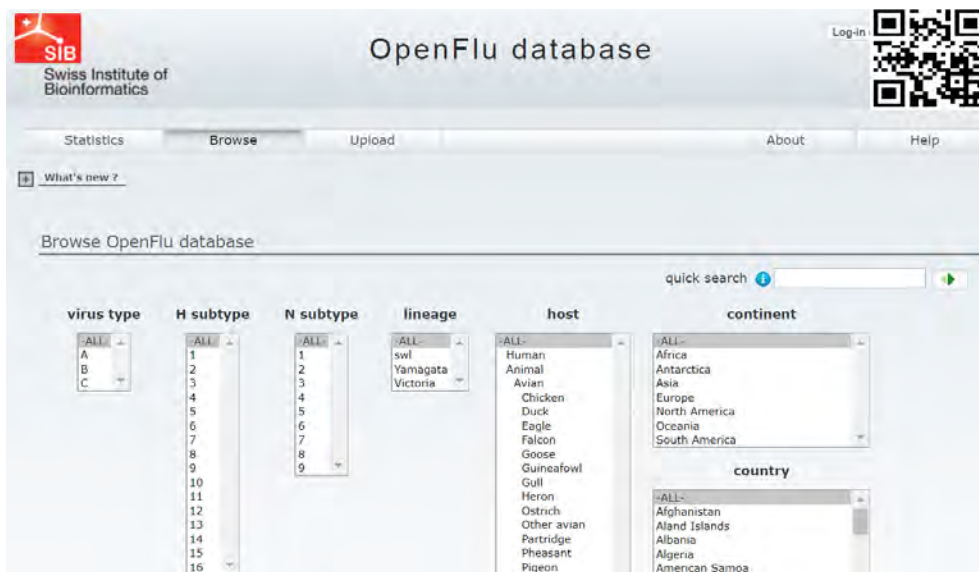 SIB
Swiss Institute of
Bioinformatics
OpenFlu database
Log-in
Statistics
Browse
Upload
About
Help
What's new ?
Browse OpenFlu database
quick search
virus type
-ALL-
A
B
C
H subtype
-ALL-
1
2
3
4
5
6
7
8
9
10
11
12
13
14
15
16
N subtype
-ALL-
1
2
3
4
5
6
7
8
9
lineage
-ALL-
swl
Yamagata
Victoria
host
-ALL-
Human
Animal
Avian
Chicken
Duck
Eagle
Falcon
Goose
Guineafowl
Gull
Heron
Ostrich
Other avian
Partridge
Pheasant
Pigeon
continent
-ALL-
Africa
Antarctica
Asia
Europe
North America
Oceania
South America
country
-ALL-
Afghanistan
Aland Islands
Albania
Algeria
American Samoa